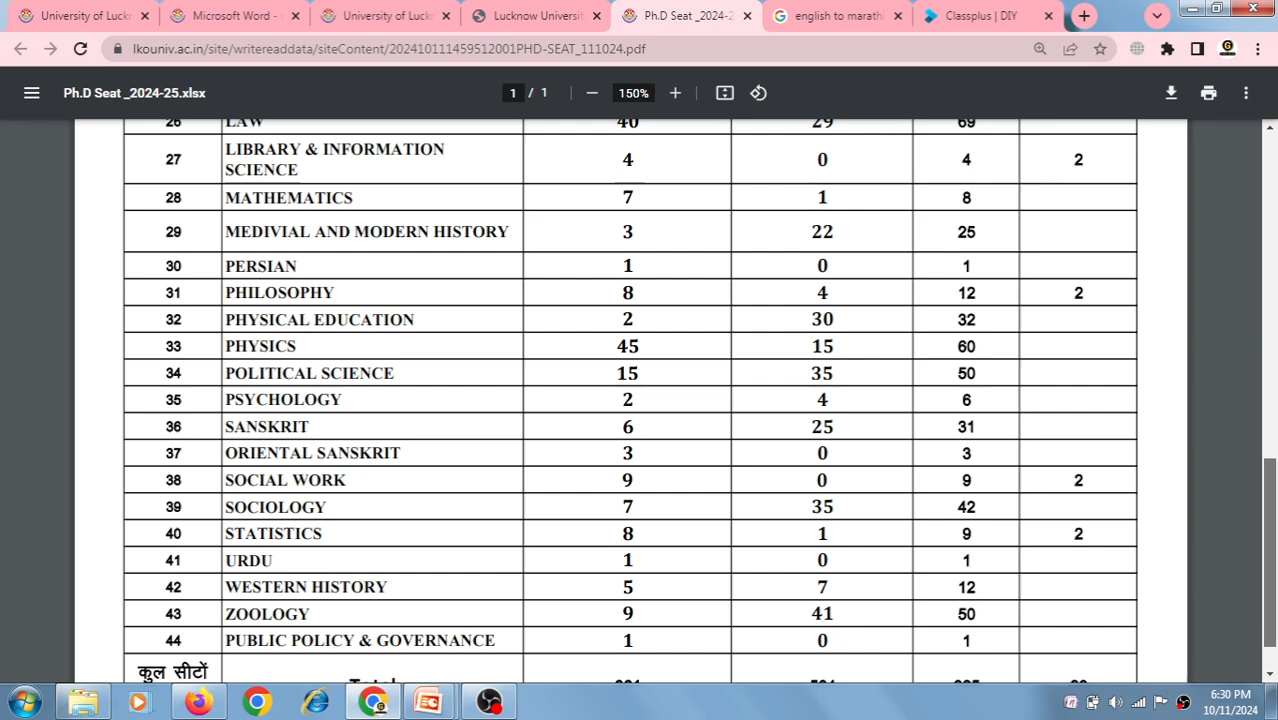 University of Luckn
Microsoft Word -
University of Luckn
Lucknow Universit
Ph.D Seat _2024-2
english to marath
Classplus | DIY
lkouniv.ac.in/site/writereaddata/siteContent/202410111459512001PHD-SEAT_111024.pdf
Ph.D Seat _2024-25.xlsx 1 / 1 150%
26 LAW 40 29 69
27 LIBRARY & INFORMATION SCIENCE 4 0 4 2
28 MATHEMATICS 7 1 8
29 MEDIVIAL AND MODERN HISTORY 3 22 25
30 PERSIAN 1 0 1
31 PHILOSOPHY 8 4 12 2
32 PHYSICAL EDUCATION 2 30 32
33 PHYSICS 45 15 60
34 POLITICAL SCIENCE 15 35 50
35 PSYCHOLOGY 2 4 6
36 SANSKRIT 6 25 31
37 ORIENTAL SANSKRIT 3 0 3
38 SOCIAL WORK 9 0 9 2
39 SOCIOLOGY 7 35 42
40 STATISTICS 8 1 9 2
41 URDU 1 0 1
42 WESTERN HISTORY 5 7 12
43 ZOOLOGY 9 41 50
44 PUBLIC POLICY & GOVERNANCE 1 0 1
कुल सीटों Total
6:30 PM
10/11/2024